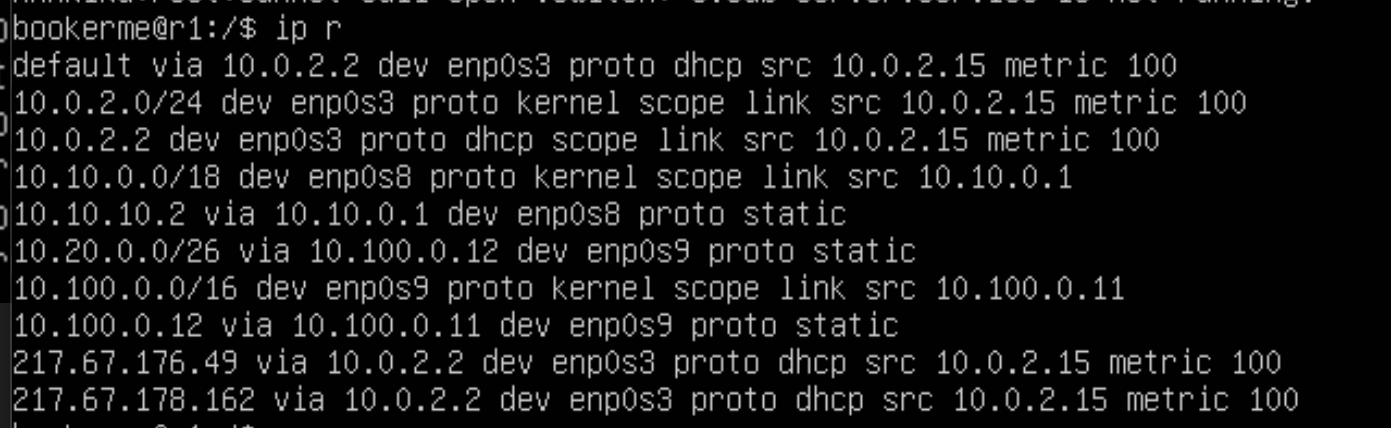 bookerme@r1:/$ ip r
default via 10.0.2.2 dev enp0s3 proto dhcp src 10.0.2.15 metric 100
10.0.2.0/24 dev enp0s3 proto kernel scope link src 10.0.2.15 metric 100
10.0.2.2 dev enp0s3 proto dhcp scope link src 10.0.2.15 metric 100
10.10.0.0/18 dev enp0s8 proto kernel scope link src 10.10.0.1
10.10.10.2 via 10.10.0.1 dev enp0s8 proto static
10.20.0.0/26 via 10.100.0.12 dev enp0s9 proto static
10.100.0.0/16 dev enp0s9 proto kernel scope link src 10.100.0.11
10.100.0.12 via 10.100.0.11 dev enp0s9 proto static
217.67.176.49 via 10.0.2.2 dev enp0s3 proto dhcp src 10.0.2.15 metric 100
217.67.178.162 via 10.0.2.2 dev enp0s3 proto dhcp src 10.0.2.15 metric 100